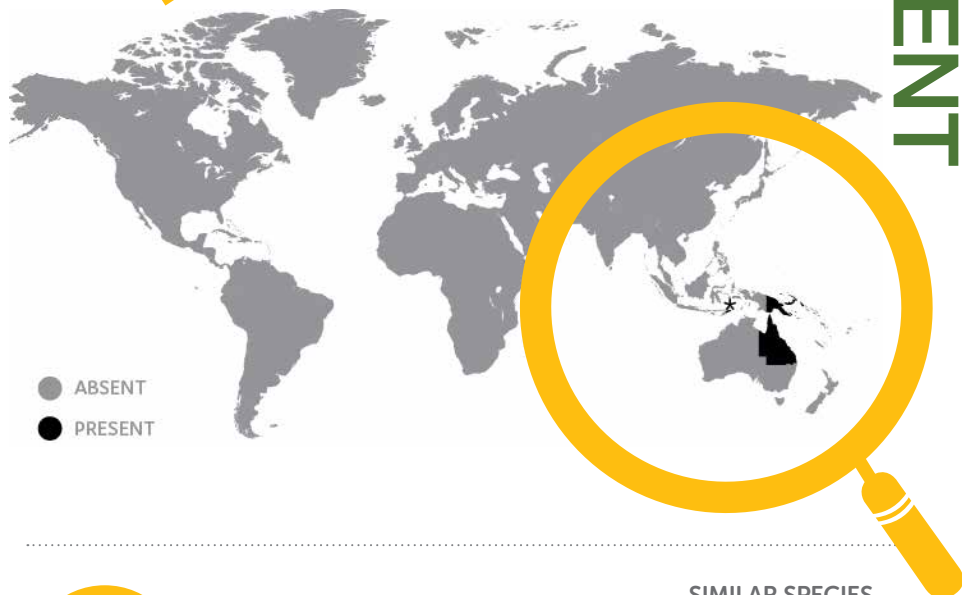 ENT
ABSENT
PRESENT
*
SIMILAR SPECIES